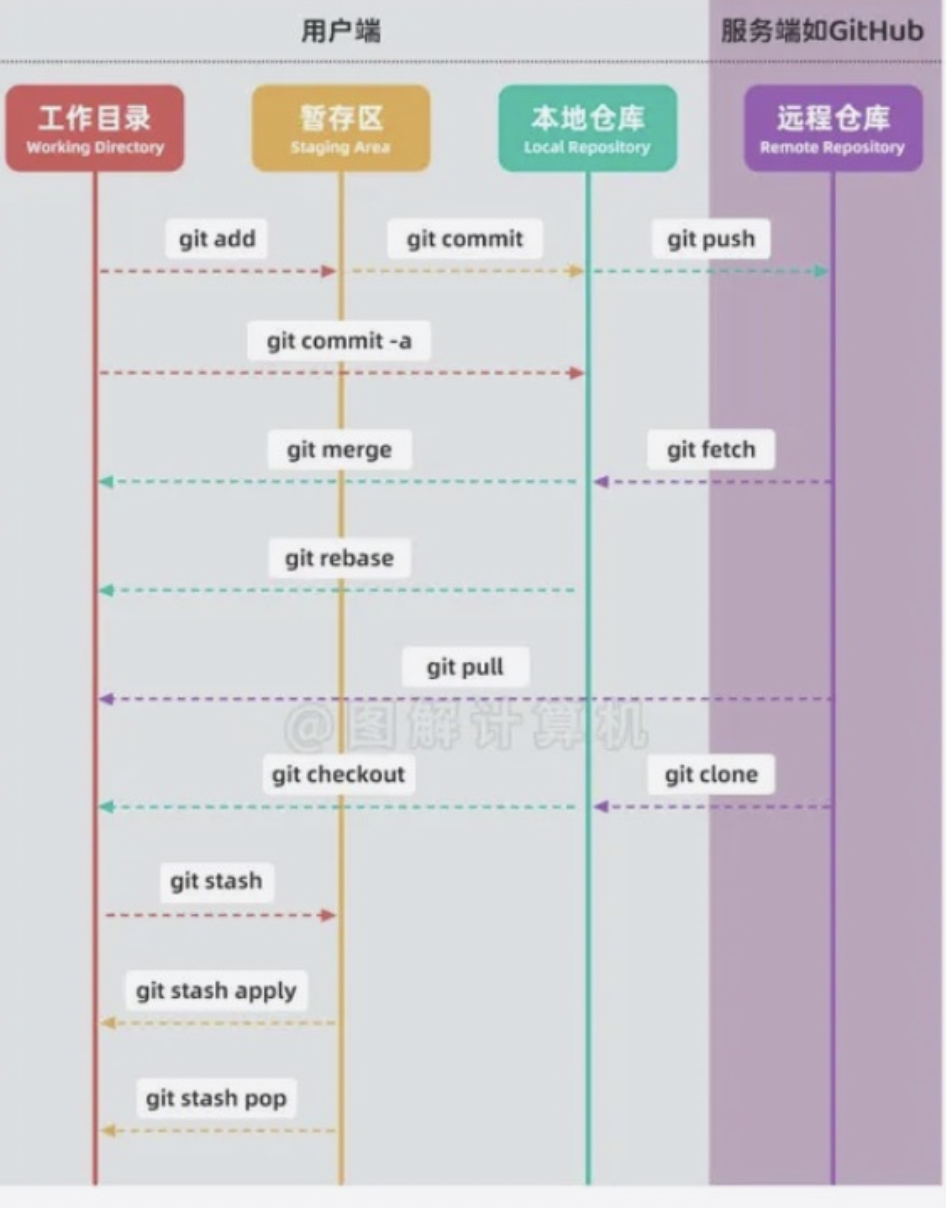 用户端
服务端如GitHub
工作目录
Working Directory
暂存区
Staging Area
本地仓库
Local Repository
远程仓库
Remote Repository
git add
git commit
git push
git commit -a
git merge
git fetch
git rebase
git pull
@图解计算机
git checkout
git clone
git stash
git stash apply
git stash pop